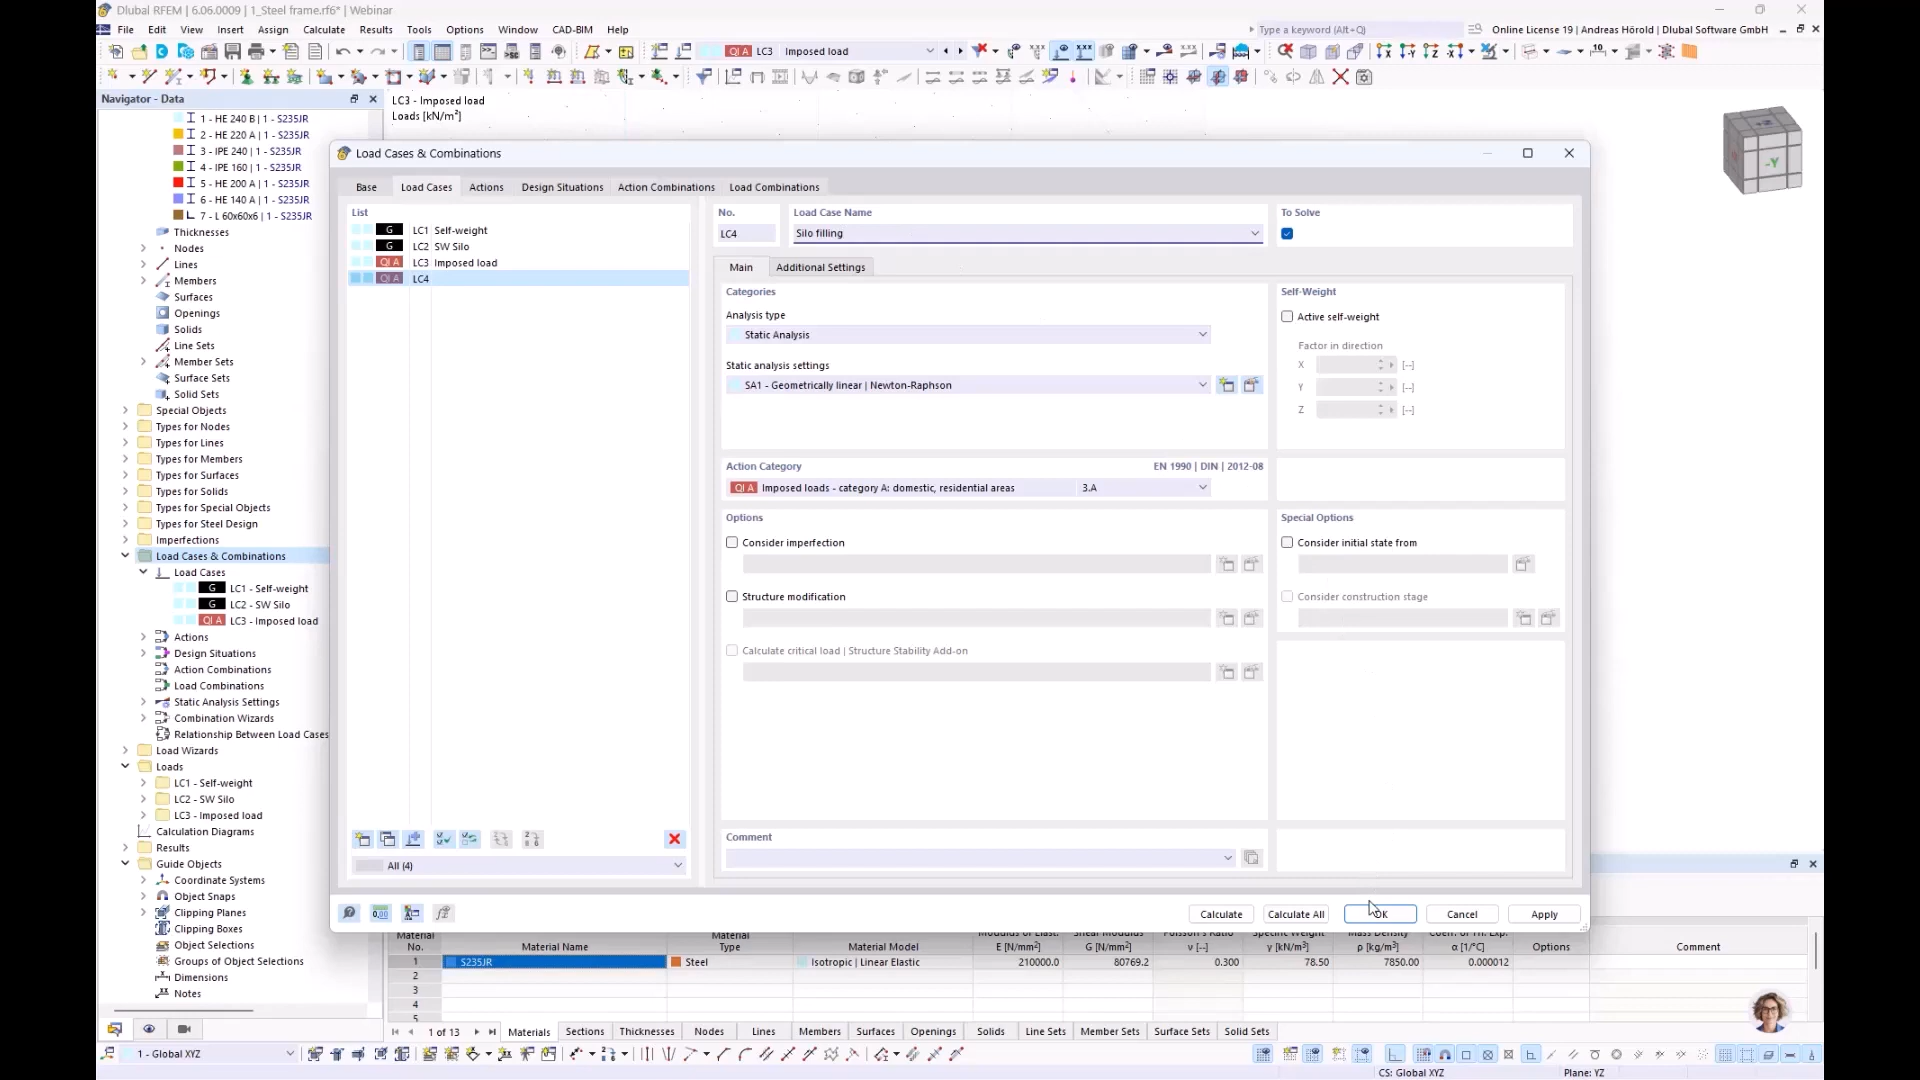 Dlubal RFEM | 6.06.0009 | 1_Steel frame.rf6* | Webinar
File Edit View Insert Assign Calculate Results Tools Options Window CAD-BIM Help
Type a keyword (Alt+Q)
Online License 19 | Andreas Hörold | Dlubal Software GmbH
QI A LC3 Imposed load
Navigator - Data
1 - HE 240 B | 1 - S235JR
2 - HE 220 A | 1 - S235JR
3 - IPE 240 | 1 - S235JR
4 - IPE 160 | 1 - S235JR
5 - HE 200 A | 1 - S235JR
6 - HE 140 A | 1 - S235JR
7 - L 60x60x6 | 1 - S235JR
Thicknesses
Nodes
Lines
Members
Surfaces
Openings
Solids
Line Sets
Member Sets
Surface Sets
Solid Sets
Special Objects
Types for Nodes
Types for Lines
Types for Members
Types for Surfaces
Types for Solids
Types for Special Objects
Types for Steel Design
Imperfections
Load Cases & Combinations
Load Cases
G LC1 - Self-weight
G LC2 - SW Silo
QI A LC3 - Imposed load
Actions
Design Situations
Action Combinations
Load Combinations
Static Analysis Settings
Combination Wizards
Relationship Between Load Cases
Load Wizards
Loads
LC1 - Self-weight
LC2 - SW Silo
LC3 - Imposed load
Calculation Diagrams
Results
Guide Objects
Coordinate Systems
Object Snaps
Clipping Planes
Clipping Boxes
Object Selections
Groups of Object Selections
Dimensions
Notes
1 - Global XYZ
LC3 - Imposed load
Loads [kN/m²]
-Y
Load Cases & Combinations
Base Load Cases Actions Design Situations Action Combinations Load Combinations
List
G LC1 Self-weight
G LC2 SW Silo
QI A LC3 Imposed load
QI A LC4
All (4)
No.
LC4
Load Case Name
Silo filling
To Solve
Main Additional Settings
Categories
Analysis type
Static Analysis
Static analysis settings
SA1 - Geometrically linear | Newton-Raphson
Action Category EN 1990 | DIN | 2012-08
QI A Imposed loads - category A: domestic, residential areas 3.A
Options
Consider imperfection
Structure modification
Calculate critical load | Structure Stability Add-on
Comment
Self-Weight
Active self-weight
Factor in direction
X [--]
Y [--]
Z [--]
Special Options
Consider initial state from
Consider construction stage
Calculate Calculate All OK Cancel Apply
Material No. Material Name Material Type Material Model E [N/mm²] G [N/mm²] ν [--] γ [kN/m³] ρ [kg/m³] α [1/°C] Options Comment
1 S235JR Steel Isotropic | Linear Elastic 210000.0 80769.2 0.300 78.50 7850.00 0.000012
2
3
4
5
1 of 13 Materials Sections Thicknesses Nodes Lines Members Surfaces Openings Solids Line Sets Member Sets Surface Sets Solid Sets
CS: Global XYZ Plane: YZ